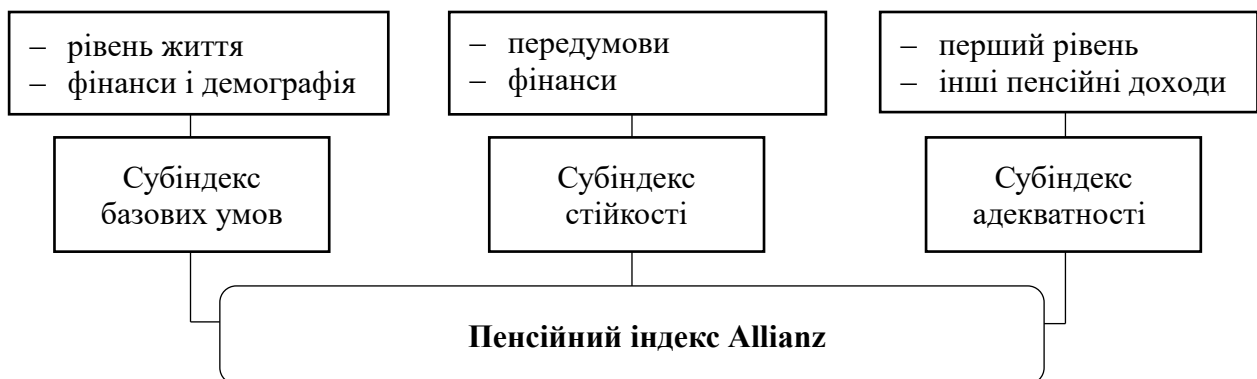 – рівень життя
– фінанси і демографія
– передумови
– фінанси
– перший рівень
– інші пенсійні доходи
Субіндекс
базових умов
Субіндекс
стійкості
Субіндекс
адекватності
Пенсійний індекс Allianz